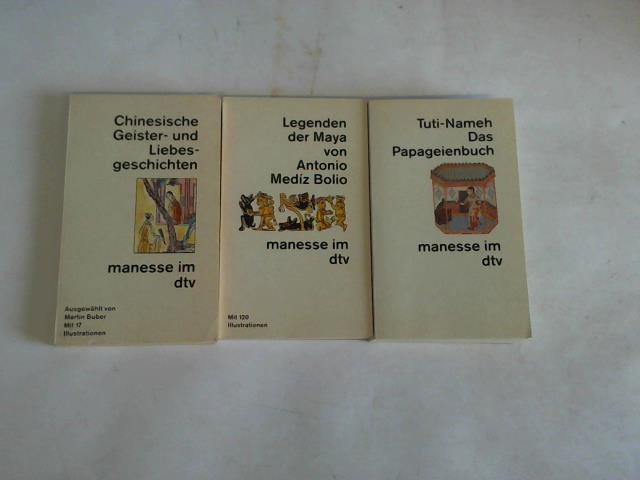 Chinesische
Geister- und
Liebes-
geschichten
manesse im
dtv
Ausgewählt von
Martin Buber
Mit 17
Illustrationen
Legenden
der Maya
von
Antonio
Medíz Bolio
manesse im
dtv
Mit 120
Illustrationen
Tuti-Nameh
Das
Papageienbuch
manesse im
dtv